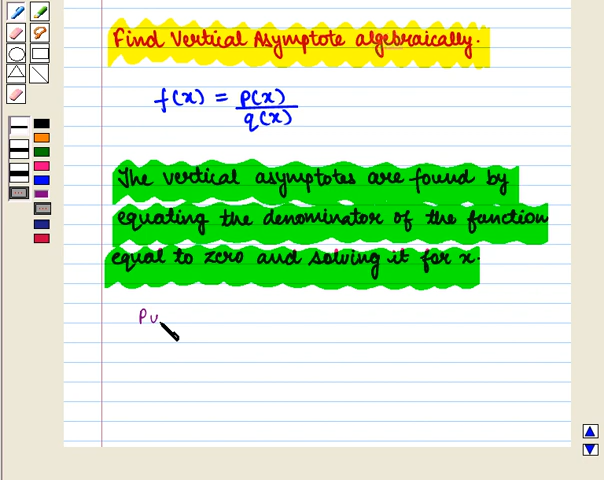 Find Vertical Asymptote algebraically.
f(x) = p(x)
q(x)
The vertical asymptotes are found by
equating the denominator of the function
equal to zero and solving it for x.
Pu